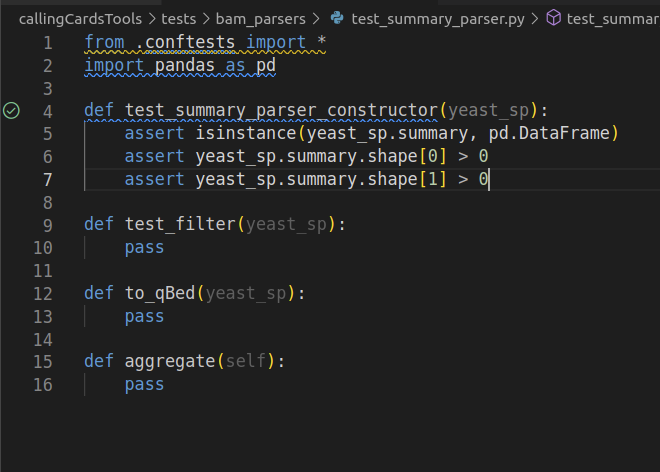 callingCardsTools > tests > bam_parsers > test_summary_parser.py > test_summar
1 from .conftests import *
2 import pandas as pd
3
4 def test_summary_parser_constructor(yeast_sp):
5     assert isinstance(yeast_sp.summary, pd.DataFrame)
6     assert yeast_sp.summary.shape[0] > 0
7     assert yeast_sp.summary.shape[1] > 0
8
9 def test_filter(yeast_sp):
10     pass
11
12 def to_qBed(yeast_sp):
13     pass
14
15 def aggregate(self):
16     pass